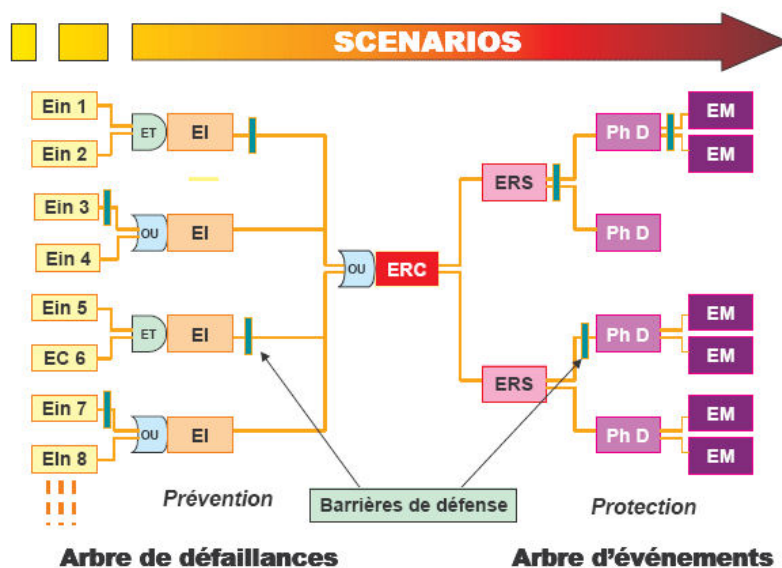 SCENARIOS
Ein 1
Ein 2
ET
EI
Ein 3
Ein 4
OU
EI
Ein 5
EC 6
ET
EI
Ein 7
EIn 8
OU
EI
OU
ERC
ERS
ERS
Ph D
Ph D
Ph D
Ph D
EM
EM
EM
EM
EM
EM
Prévention
Barrières de défense
Protection
Arbre de défaillances
Arbre d'événements